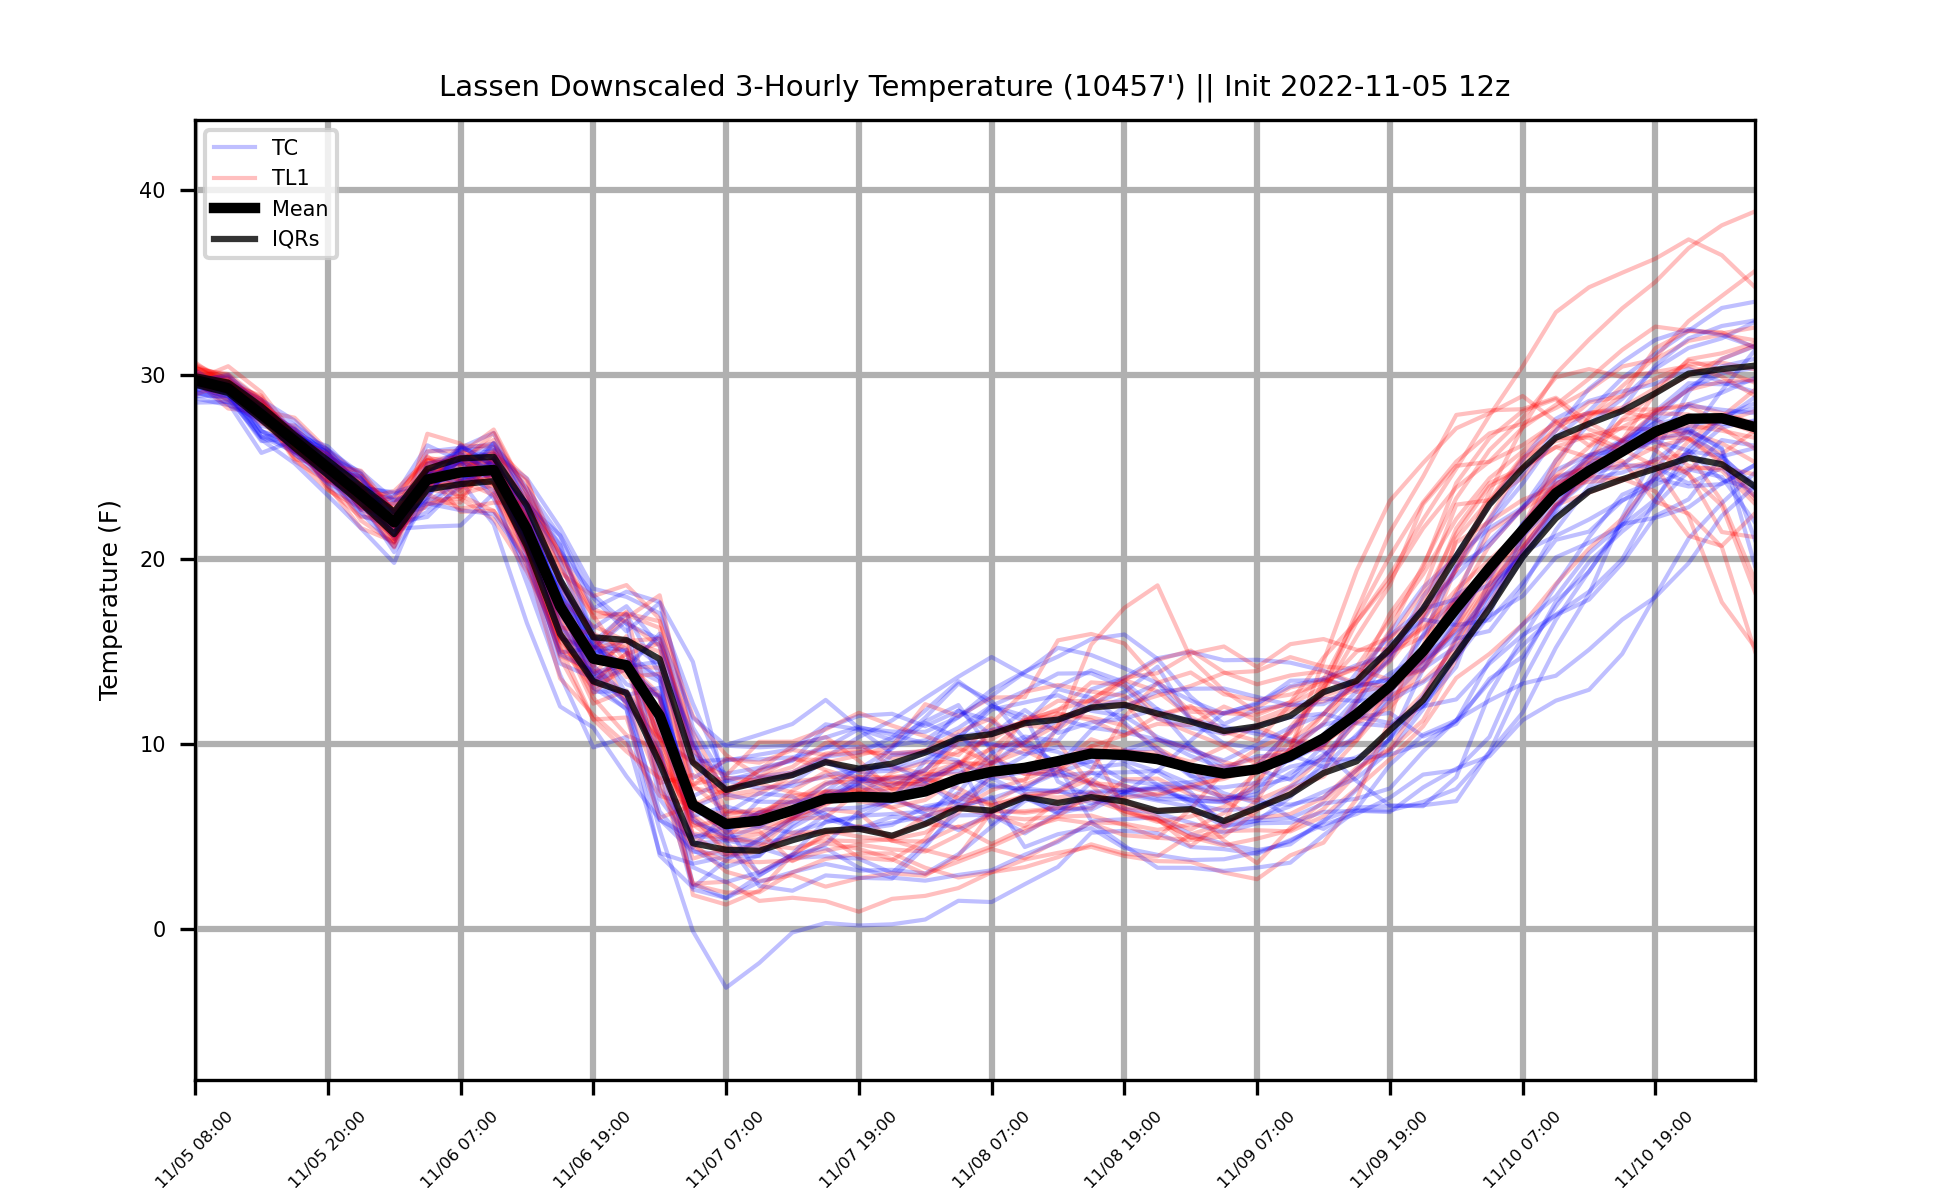 Lassen Downscaled 3-Hourly Temperature (10457') || Init 2022-11-05 12z
TC
TL1
Mean
IQRs
Temperature (F)
40
30
20
10
0
11/05 08:00
11/05 20:00
11/06 07:00
11/06 19:00
11/07 07:00
11/07 19:00
11/08 07:00
11/08 19:00
11/09 07:00
11/09 19:00
11/10 07:00
11/10 19:00